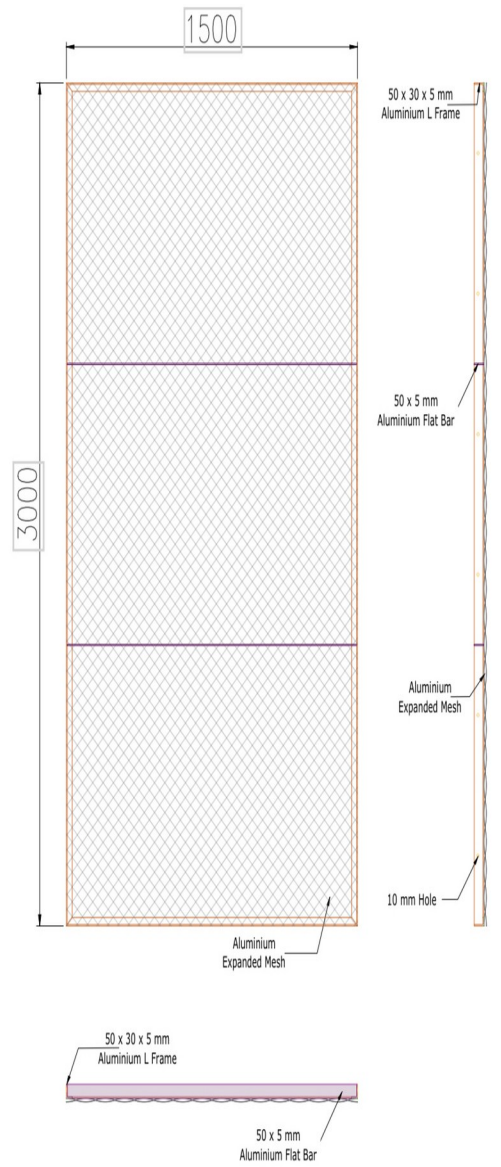 1500
50 x 30 x 5 mm
Aluminium L Frame
50 x 5 mm
Aluminium Flat Bar
3000
Aluminium
Expanded Mesh
10 mm Hole
Aluminium
Expanded Mesh
50 x 30 x 5 mm
Aluminium L Frame
50 x 5 mm
Aluminium Flat Bar